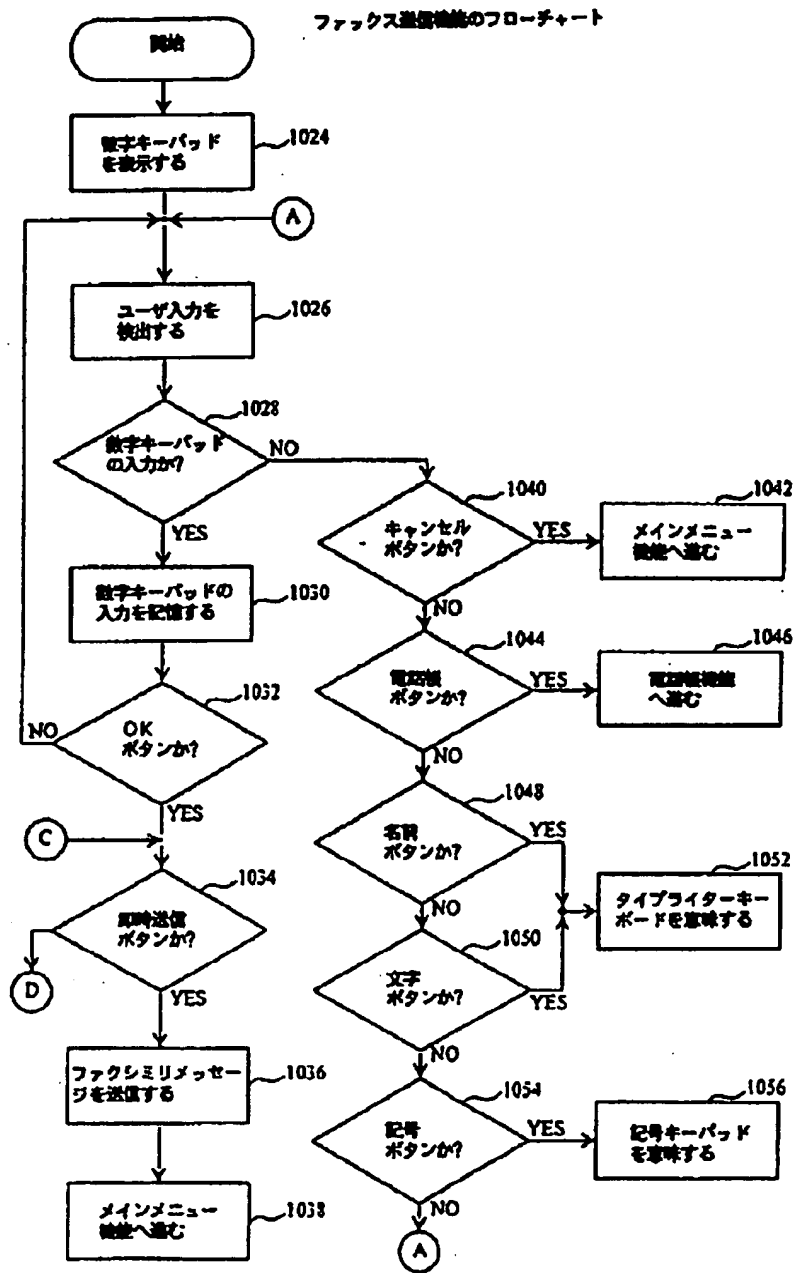 ファックス送信機能のフローチャート
開始
数字キーパッド
を表示する
1024
A
ユーザ入力を
検出する
1026
1028
数字キーパッド
の入力か?
NO
YES
数字キーパッドの
入力を記憶する
1030
1032
OK
ボタンか?
NO
YES
C
1034
即時送信
ボタンか?
D
YES
ファクシミリメッセー
ジを送信する
1036
メインメニュー
機能へ進む
1038
1040
キャンセル
ボタンか?
YES
NO
1042
メインメニュー
機能へ進む
1044
電話帳
ボタンか?
YES
NO
1046
電話帳機能
へ進む
1048
名前
ボタンか?
YES
NO
1050
文字
ボタンか?
YES
NO
1052
タイプライターキー
ボードを意味する
1054
記号
ボタンか?
YES
NO
1056
記号キーパッド
を意味する
A